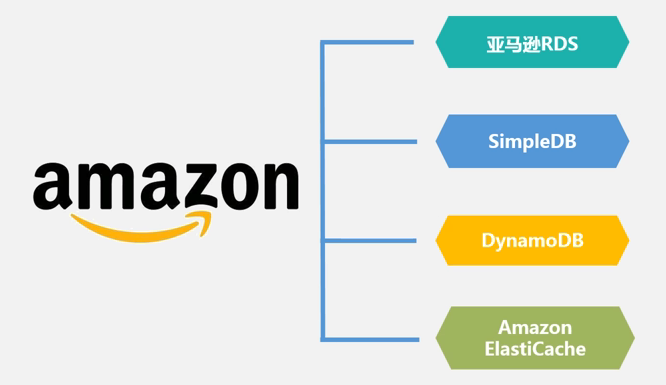 amazon
亚马逊RDS
SimpleDB
DynamoDB
Amazon
ElastiCache